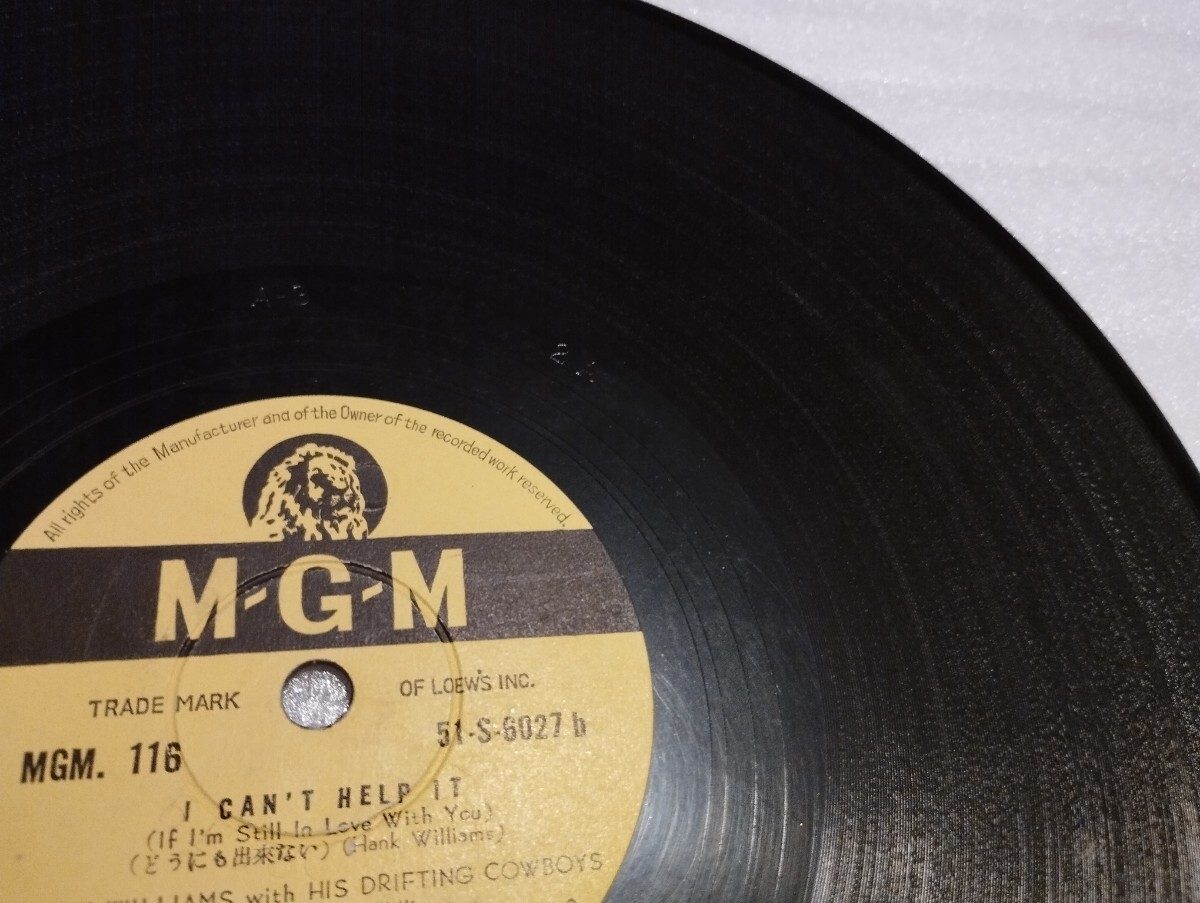 A-3
All rights of the Manufacturer and of the Owner of the recorded work reserved.
M-G-M
TRADE MARK OF LOEW'S INC.
MGM. 116 51-S-6027 b
I CAN'T HELP IT
(If I'm Still In Love With You)
(どうにも出来ない) (Hank Williams)
WILLIAMS with HIS DRIFTING COWBOYS